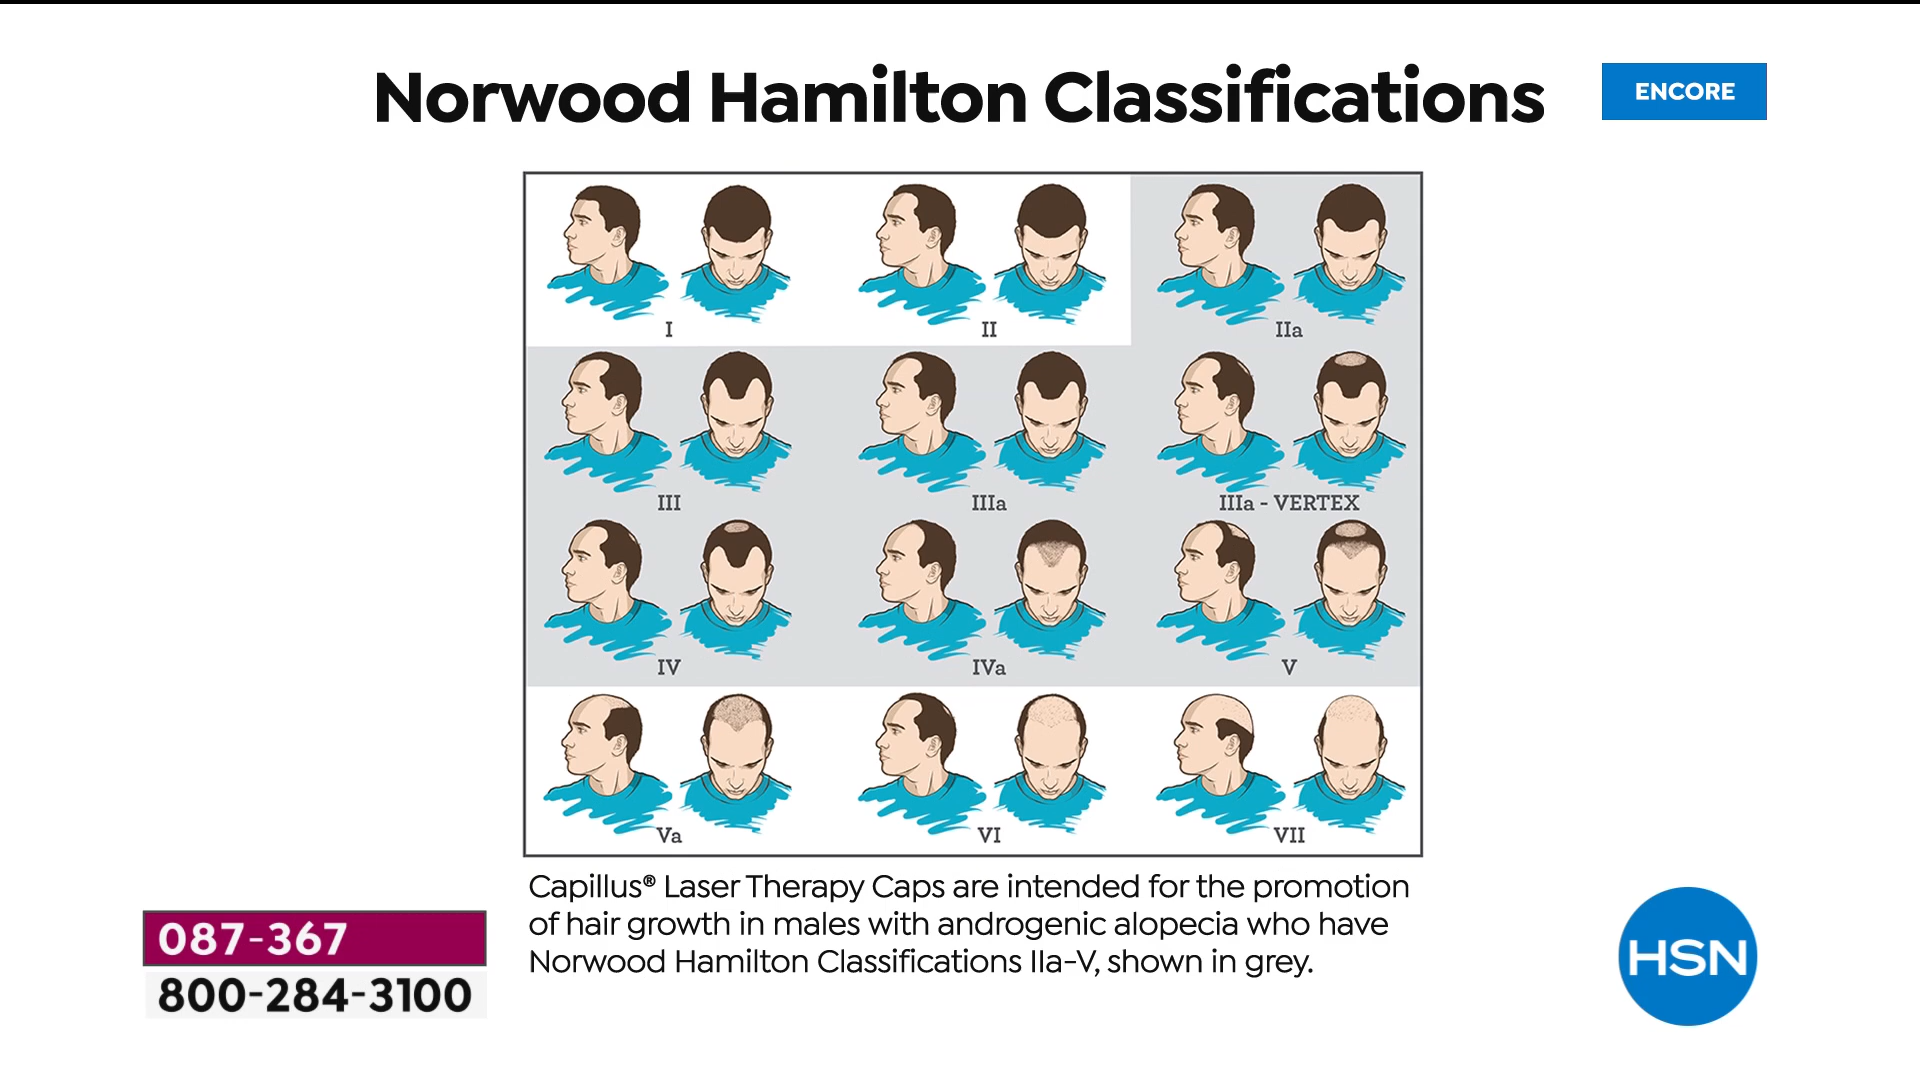 Norwood Hamilton Classifications
ENCORE
I
II
IIa
III
IIIa
IIIa - VERTEX
IV
IVa
V
Va
VI
VII
Capillus® Laser Therapy Caps are intended for the promotion
of hair growth in males with androgenic alopecia who have
Norwood Hamilton Classifications IIa-V, shown in grey.
087-367
800-284-3100
HSN